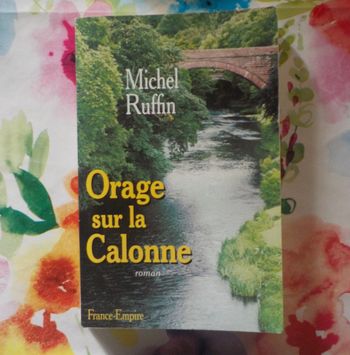 Michel
Ruffin
Orage
sur la
Calonne
roman
France-Empire